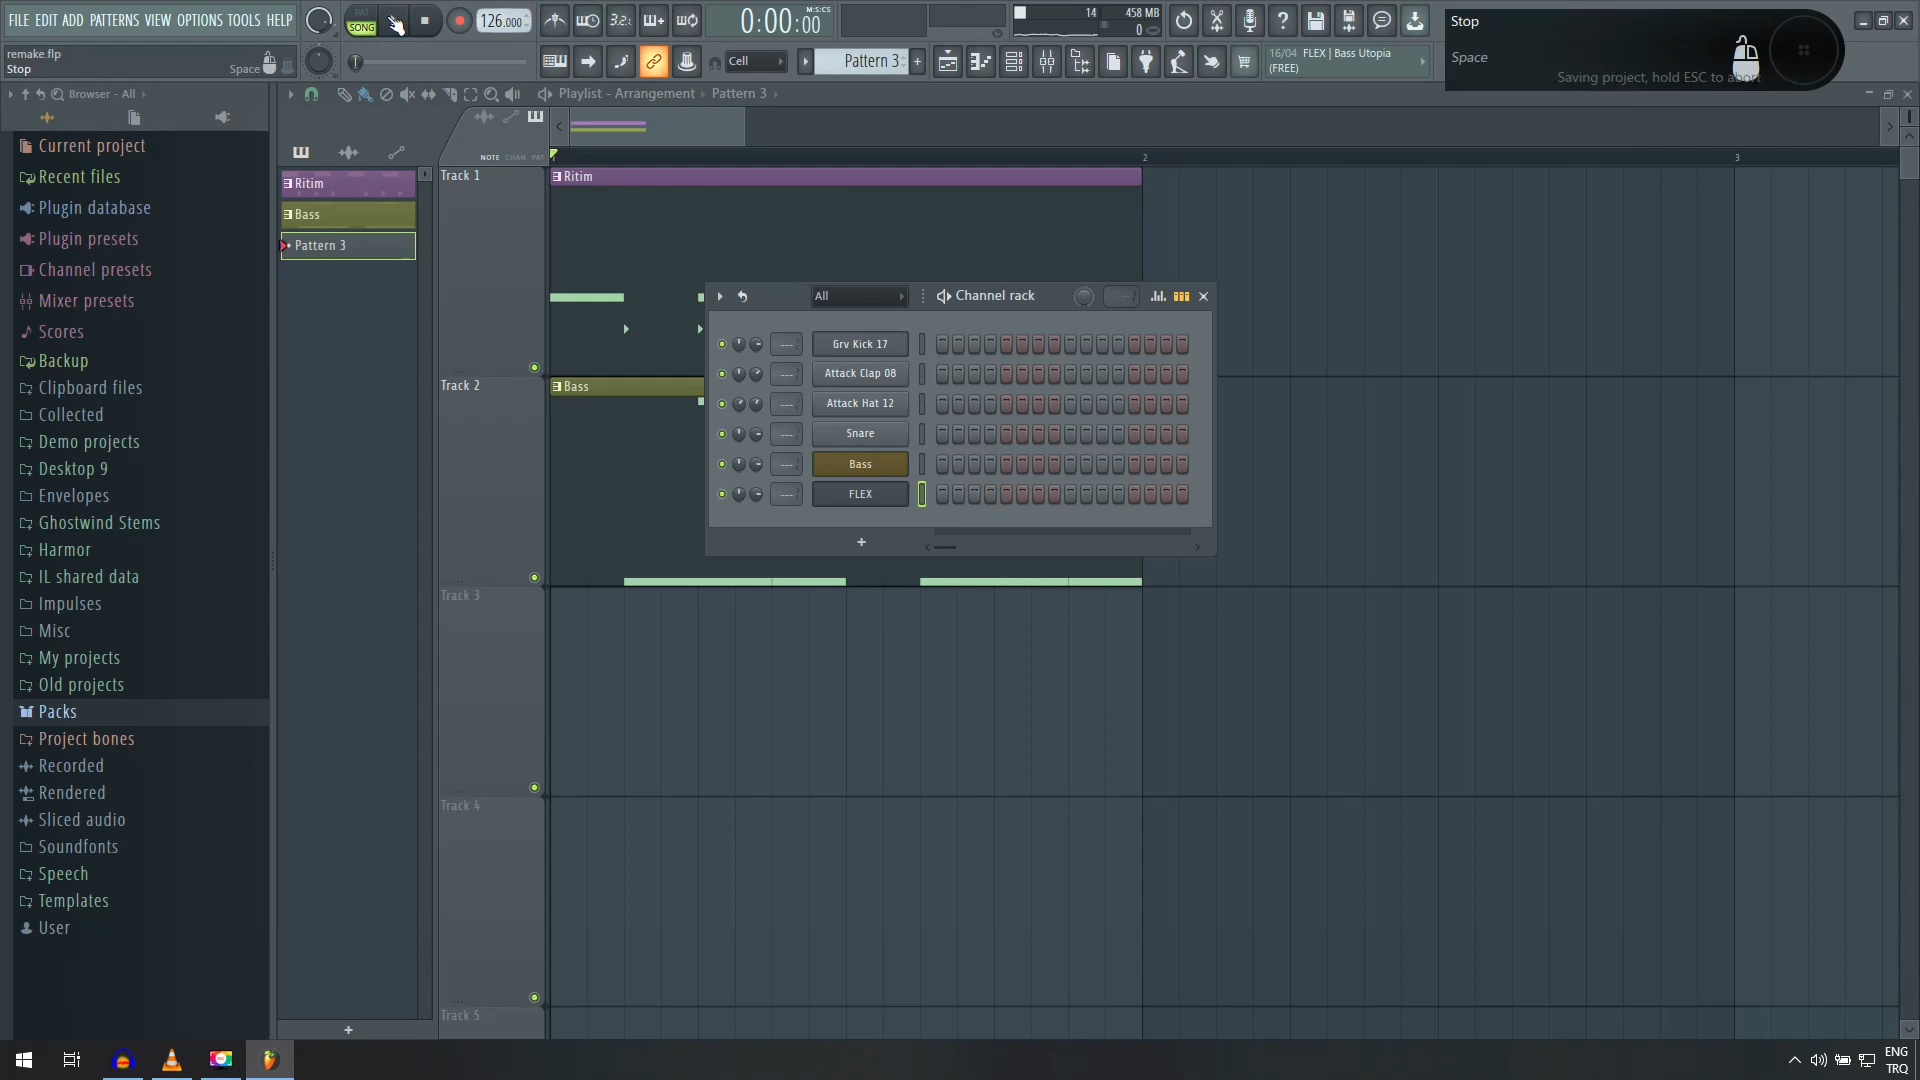 FILE EDIT ADD PATTERNS VIEW OPTIONS TOOLS HELP
PAT
SONG
126.000
3.2.
0:00:00
M:S:CS
14
458 MB
0
Stop
Space
Saving project, hold ESC to abort
remake.flp
Stop
Space
Cell
Pattern 3
+
16/04 FLEX | Bass Utopia
(FREE)
Browser - All
Playlist - Arrangement
Pattern 3
Current project
Recent files
Plugin database
Plugin presets
Channel presets
Mixer presets
Scores
Backup
Clipboard files
Collected
Demo projects
Desktop 9
Envelopes
Ghostwind Stems
Harmor
IL shared data
Impulses
Misc
My projects
Old projects
Packs
Project bones
Recorded
Rendered
Sliced audio
Soundfonts
Speech
Templates
User
Ritim
Bass
Pattern 3
+
NOTE CHAN PAT
2
3
Track 1
Ritim
Track 2
Bass
Track 3
Track 4
Track 5
All
Channel rack
Grv Kick 17
Attack Clap 08
Attack Hat 12
Snare
Bass
FLEX
+
ENG
TRQ